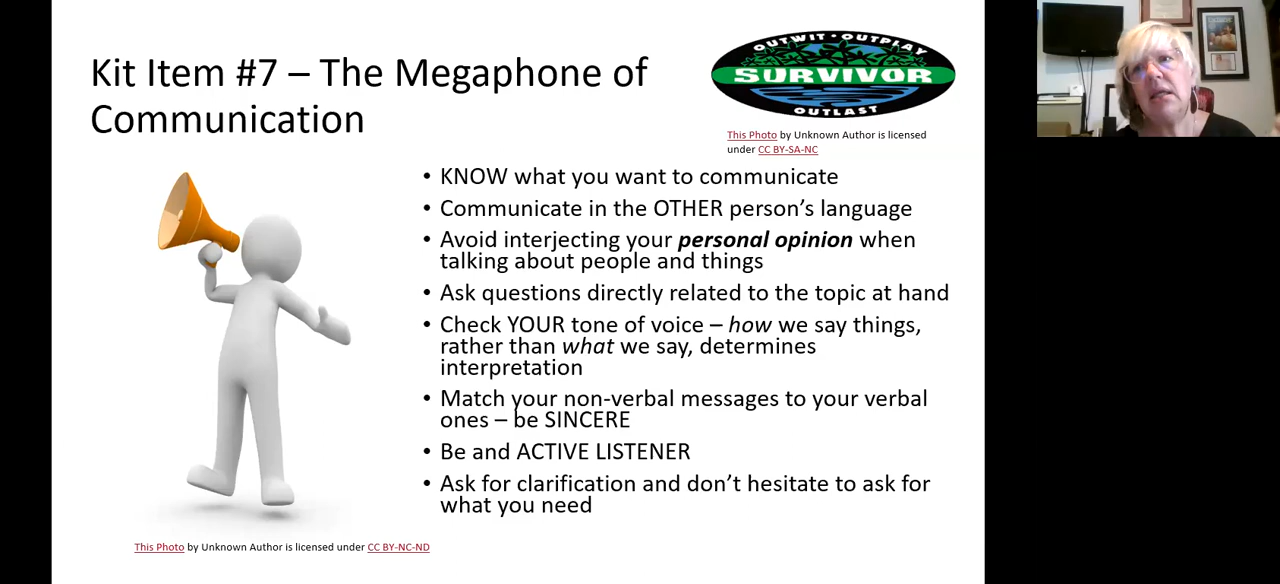 Kit Item #7 – The Megaphone of
Communication
OUTWIT • OUTPLAY
SURVIVOR
OUTLAST
This Photo by Unknown Author is licensed
under CC BY-SA-NC
• KNOW what you want to communicate
• Communicate in the OTHER person’s language
• Avoid interjecting your personal opinion when
talking about people and things
• Ask questions directly related to the topic at hand
• Check YOUR tone of voice – how we say things,
rather than what we say, determines
interpretation
• Match your non-verbal messages to your verbal
ones – be SINCERE
• Be and ACTIVE LISTENER
• Ask for clarification and don’t hesitate to ask for
what you need
This Photo by Unknown Author is licensed under CC BY-NC-ND